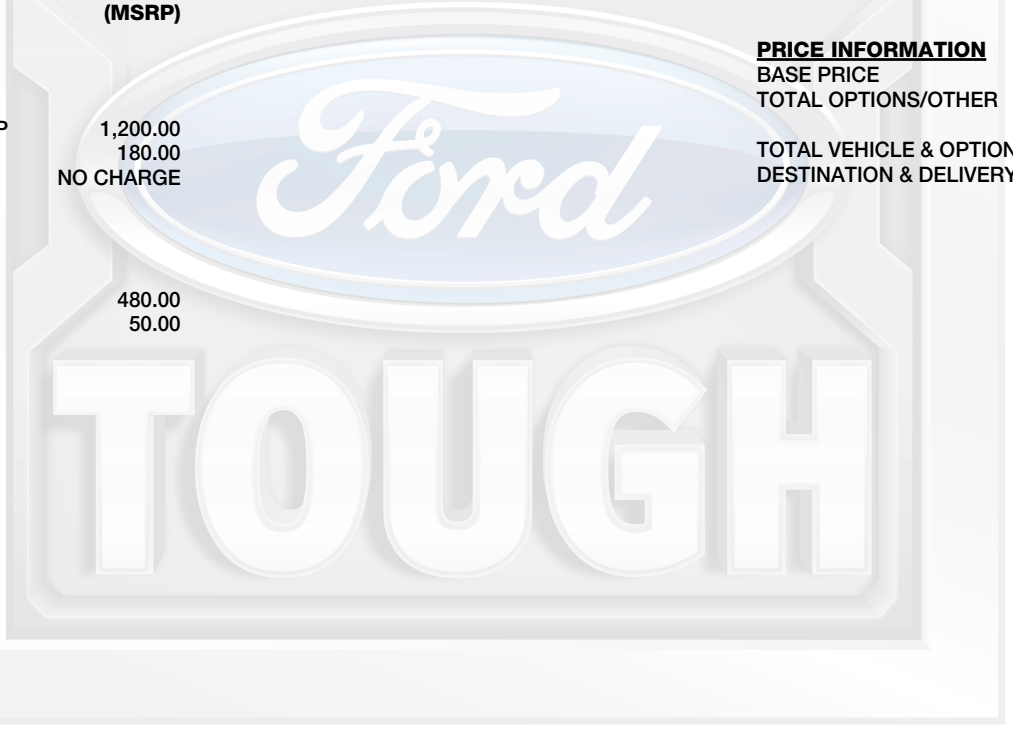 (MSRP)
P
1,200.00
180.00
NO CHARGE
480.00
50.00
PRICE INFORMATION
BASE PRICE
TOTAL OPTIONS/OTHER
TOTAL VEHICLE & OPTION
DESTINATION & DELIVERY
Ford
TOUGH